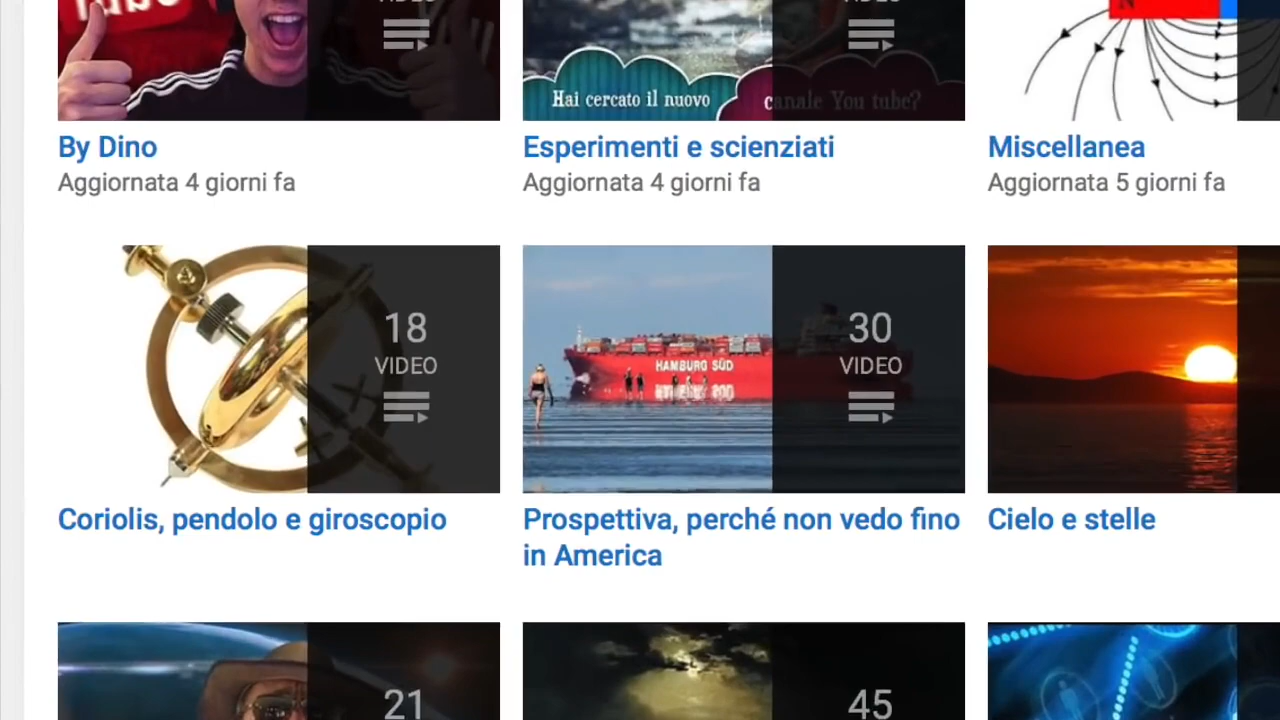 VIDEO
VIDEO
N
Hai cercato il nuovo
canale You tube?
By Dino
Esperimenti e scienziati
Miscellanea
Aggiornata 4 giorni fa
Aggiornata 4 giorni fa
Aggiornata 5 giorni fa
18
VIDEO
30
VIDEO
HAMBURG SÜD
Coriolis, pendolo e giroscopio
Prospettiva, perché non vedo fino
in America
Cielo e stelle
21
45